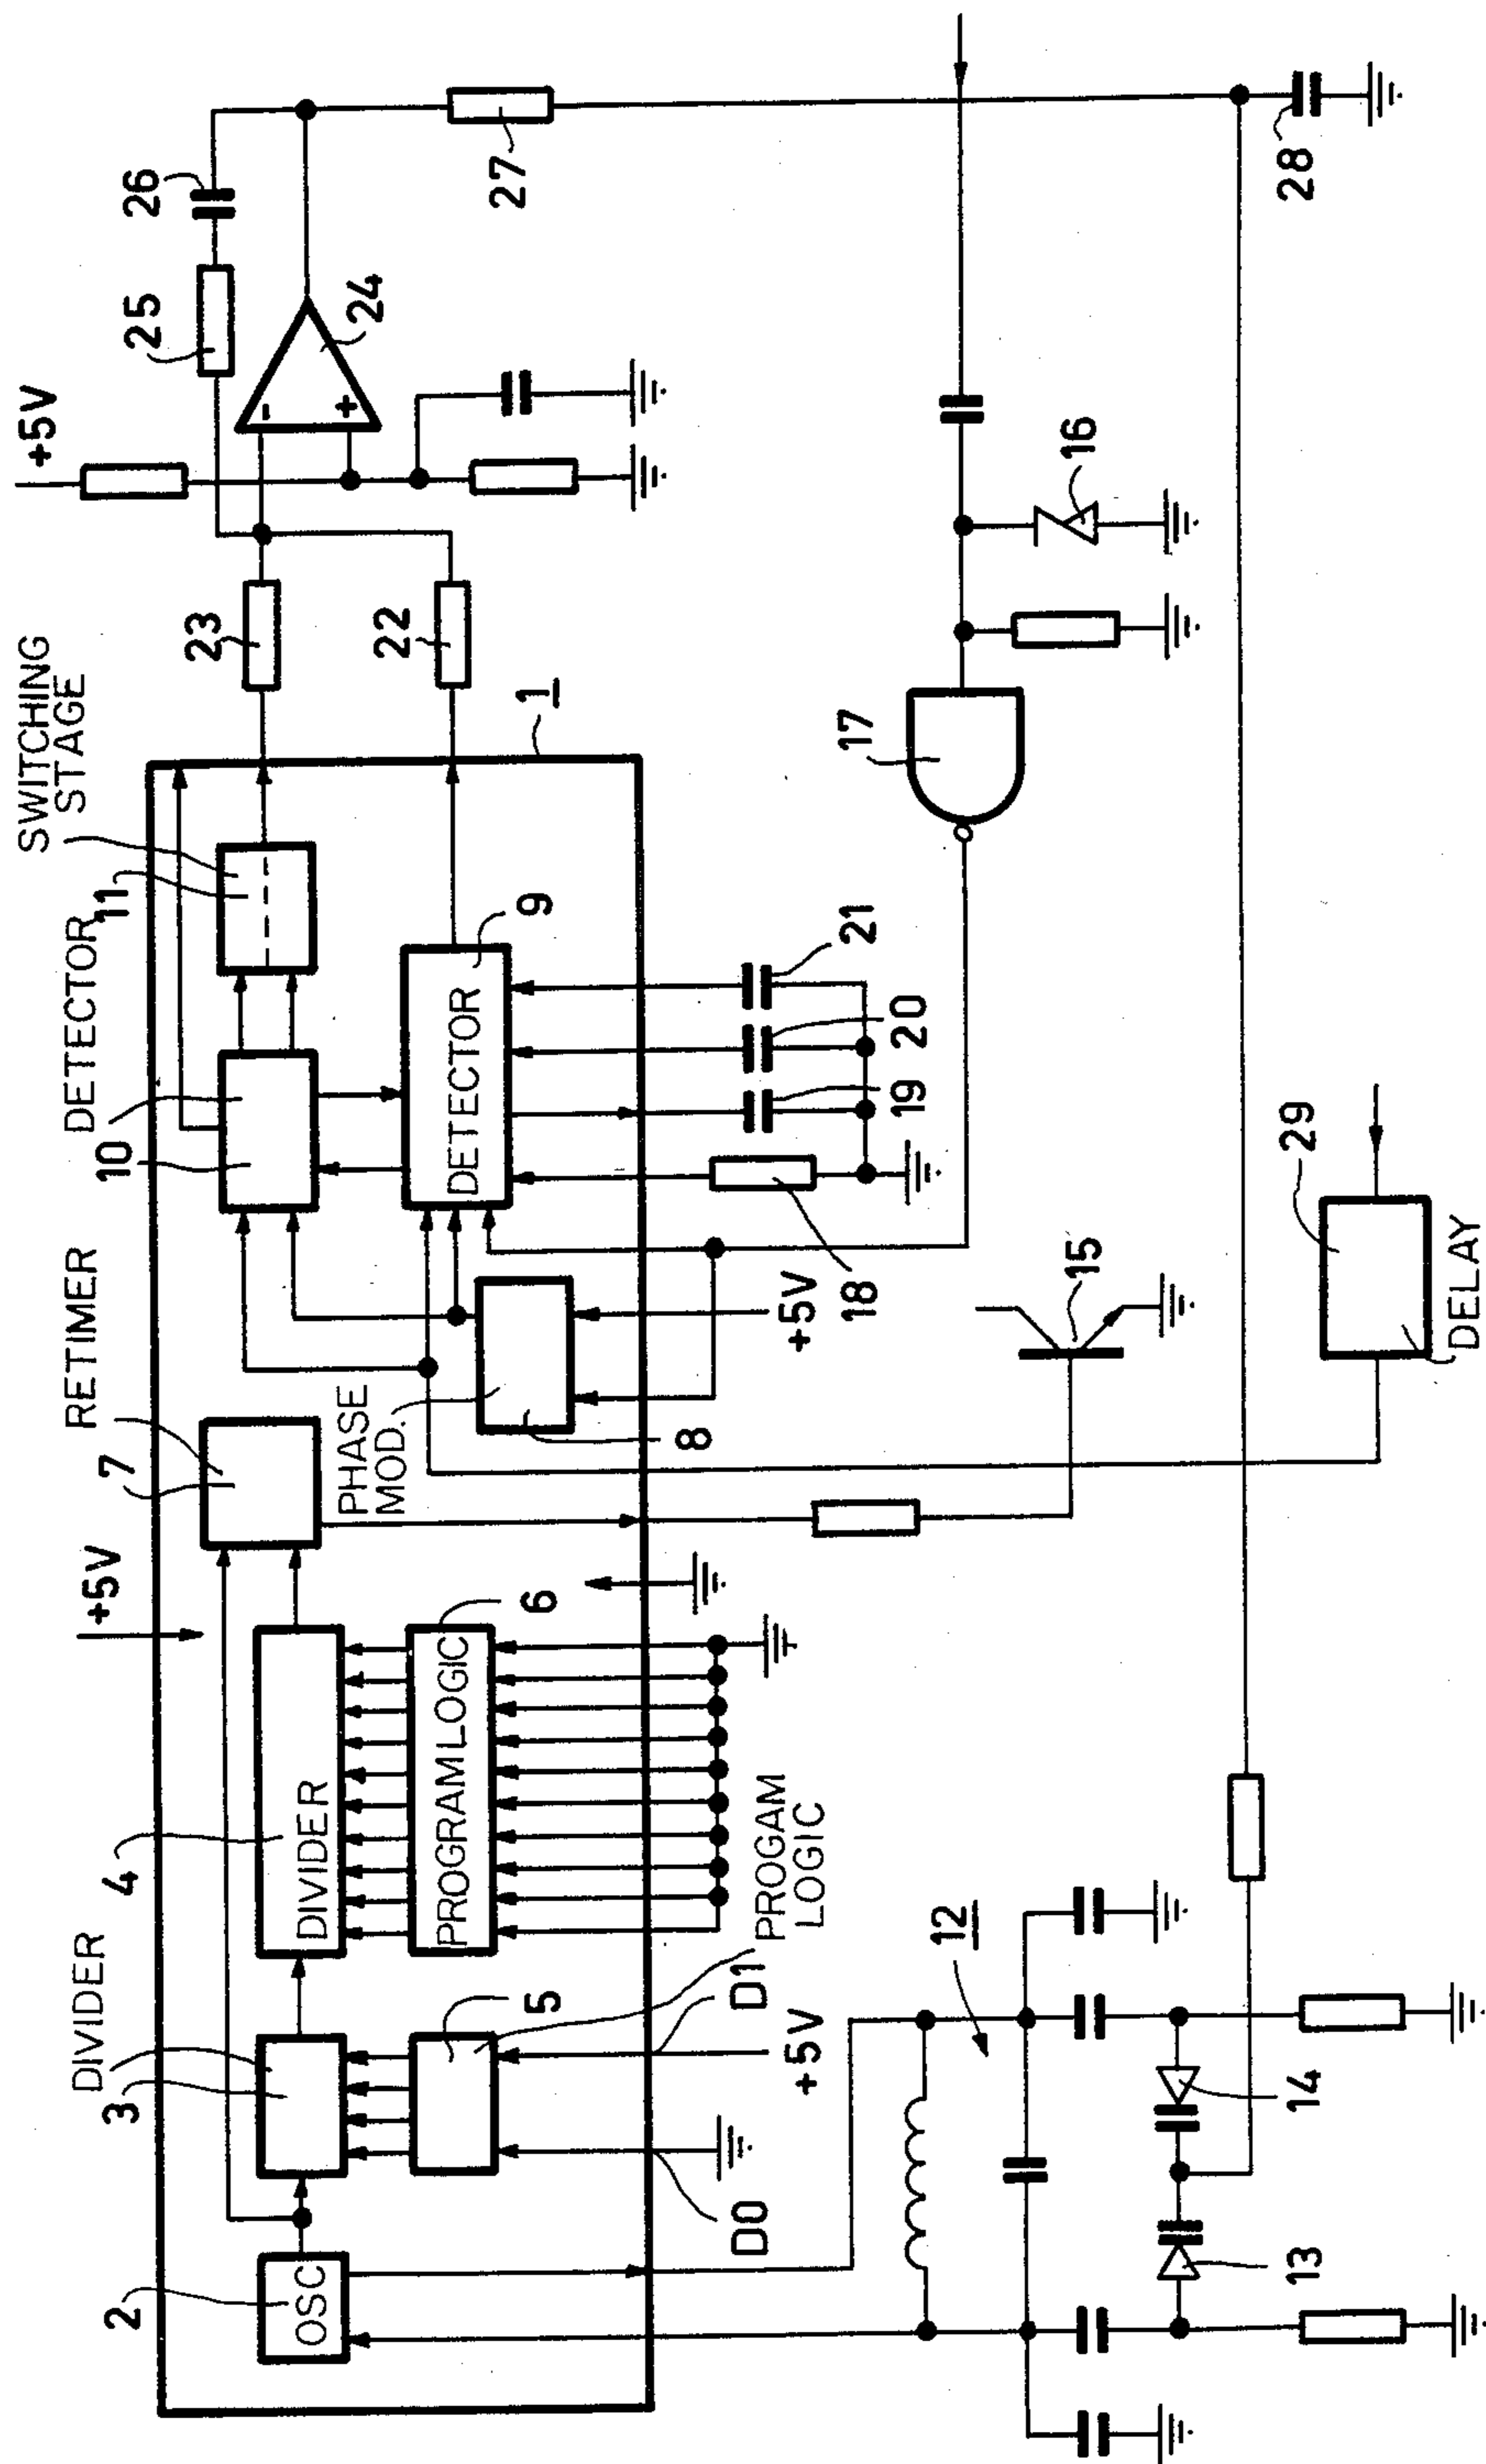 +5V
26
25
24
27
28
SWITCHING
STAGE
23
22
1
-
+
16
17
DETECTOR
11
10
9
DETECTOR
21
20
19
18
29
DELAY
RETIMER
7
PHASE
MOD.
8
+5V
15
+5V
4
DIVIDER
6
PROGRAM LOGIC
PROGAM
LOGIC
DIVIDER
3
5
D1
+5V
D0
2
OSC
12
14
13